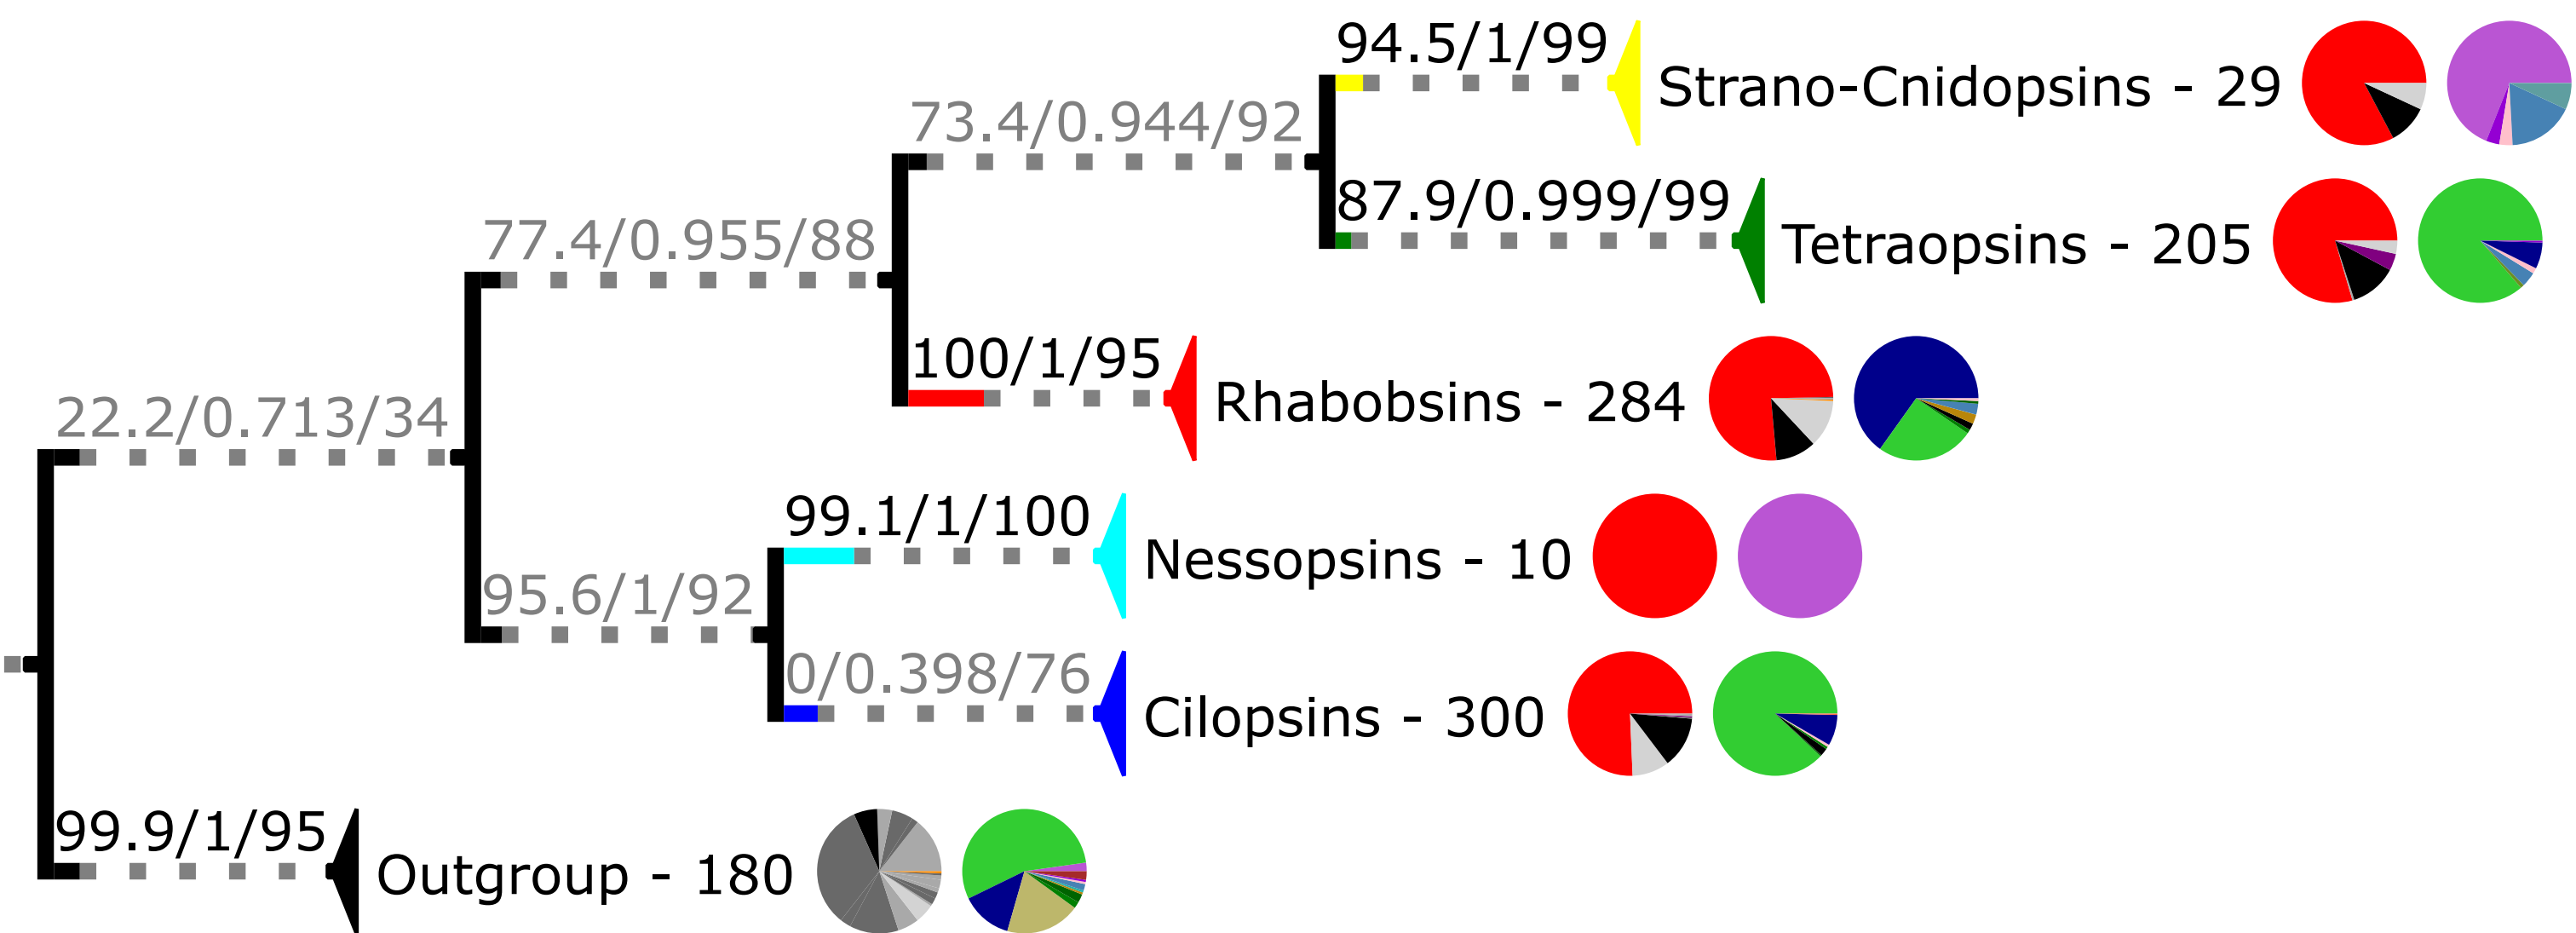 94.5/1/99
Strano-Cnidopsins - 29
73.4/0.944/92
87.9/0.999/99
Tetraopsins - 205
77.4/0.955/88
100/1/95
Rhabobsins - 284
22.2/0.713/34
99.1/1/100
Nessopsins - 10
95.6/1/92
0/0.398/76
Cilopsins - 300
99.9/1/95
Outgroup - 180